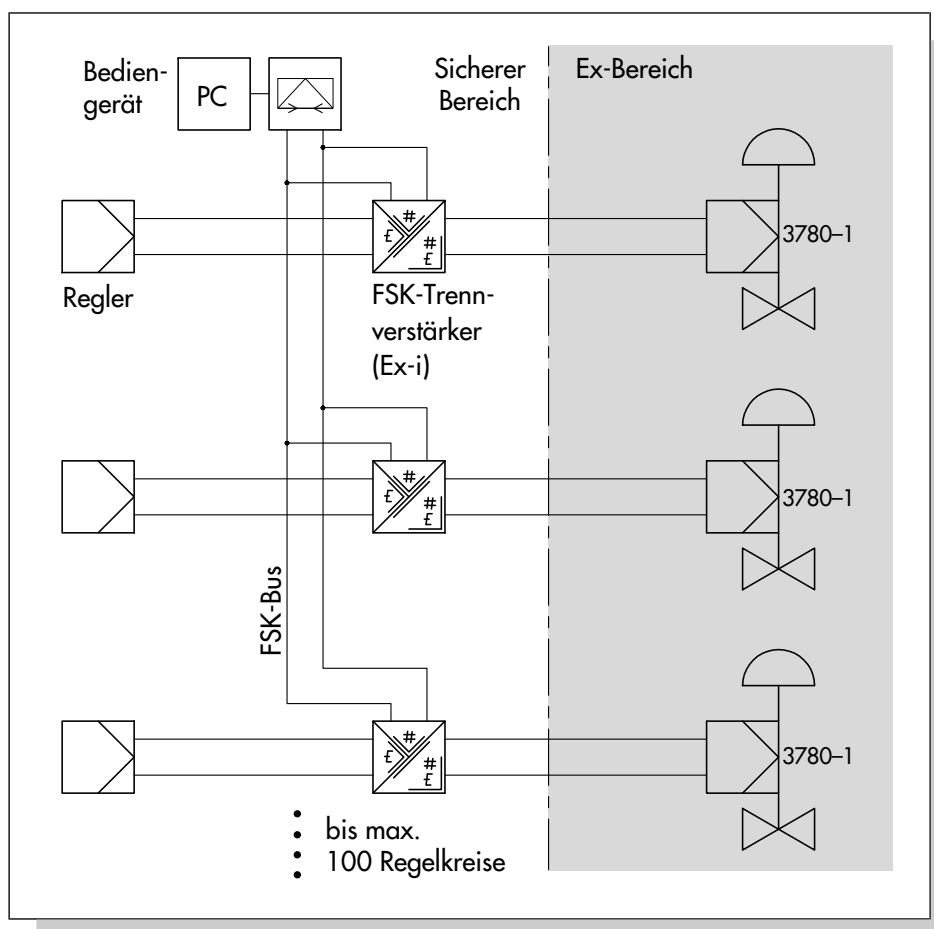 Bedien-
gerät
PC
Sicherer
Bereich
Ex-Bereich
#
£
#
£
3780–1
Regler
FSK-Trenn-
verstärker
(Ex-i)
#
£
#
£
3780–1
FSK-Bus
#
£
#
£
3780–1
bis max.
100 Regelkreise